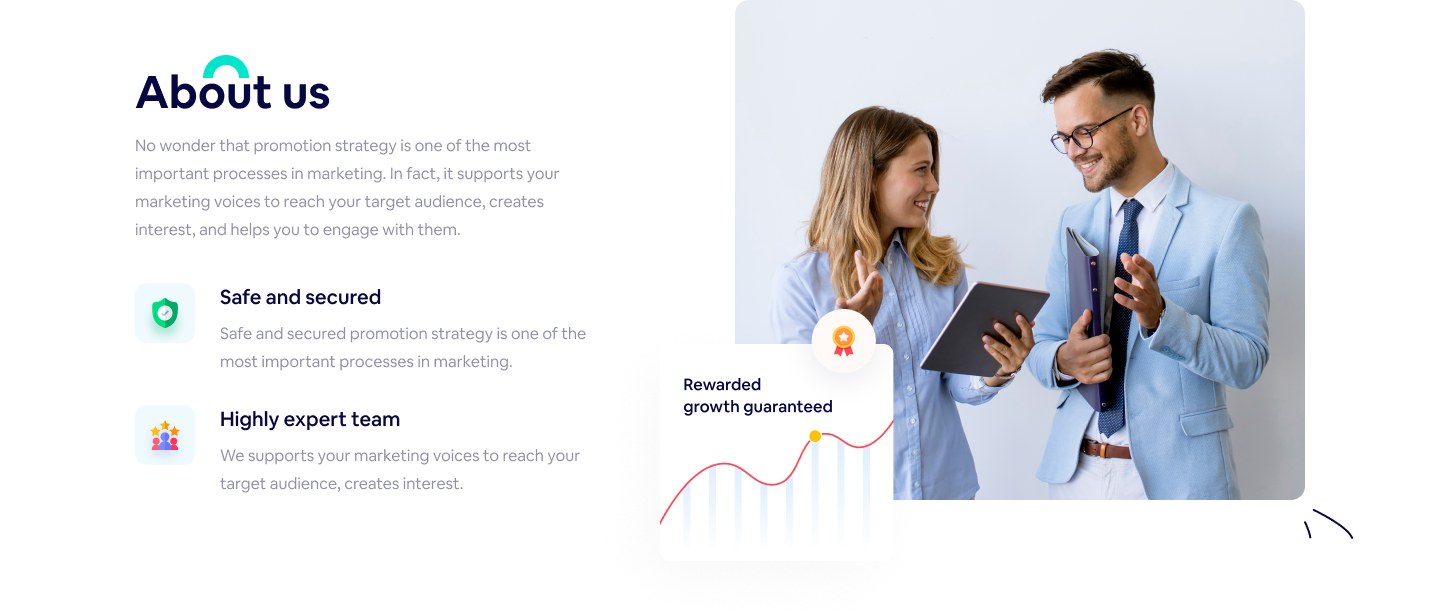 About us
No wonder that promotion strategy is one of the most
important processes in marketing. In fact, it supports your
marketing voices to reach your target audience, creates
interest, and helps you to engage with them.
Safe and secured
Safe and secured promotion strategy is one of the
most important processes in marketing.
Highly expert team
We supports your marketing voices to reach your
target audience, creates interest.
Rewarded
growth guaranteed